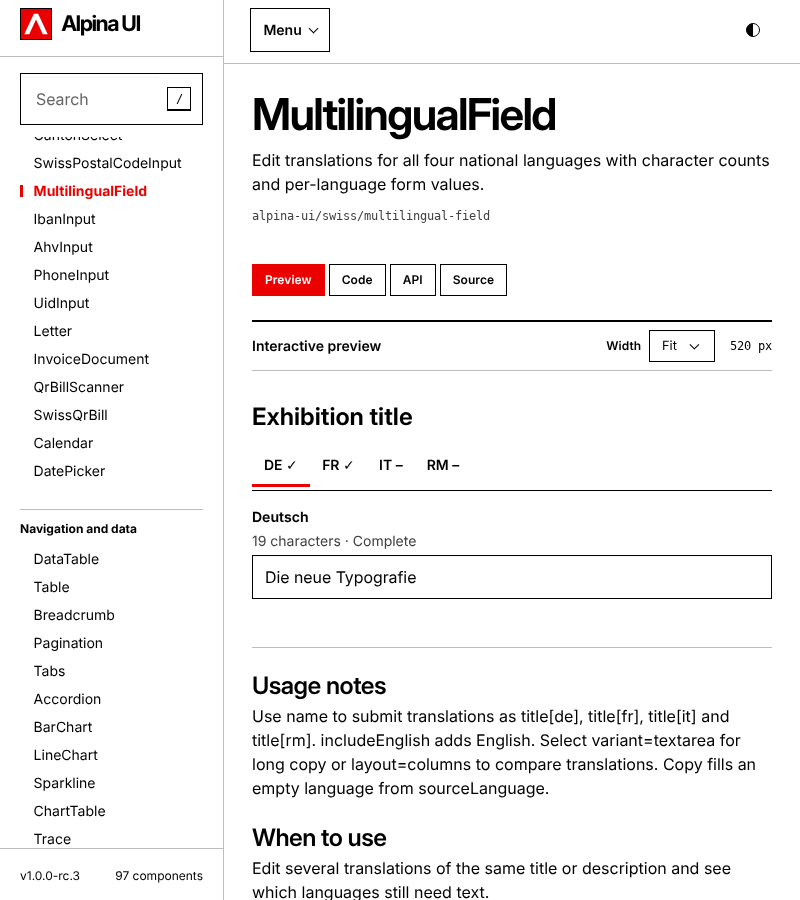 Alpina UI
Search
/
CantonSelect
SwissPostalCodeInput
MultilingualField
IbanInput
AhvInput
PhoneInput
UidInput
Letter
InvoiceDocument
QrBillScanner
SwissQrBill
Calendar
DatePicker
Navigation and data
DataTable
Table
Breadcrumb
Pagination
Tabs
Accordion
BarChart
LineChart
Sparkline
ChartTable
Trace
v1.0.0-rc.3 97 components
Menu
MultilingualField
Edit translations for all four national languages with character counts
and per-language form values.
alpina-ui/swiss/multilingual-field
Preview Code API Source
Interactive preview Width Fit 520 px
Exhibition title
DE ✓ FR ✓ IT – RM –
Deutsch
19 characters · Complete
Die neue Typografie
Usage notes
Use name to submit translations as title[de], title[fr], title[it] and
title[rm]. includeEnglish adds English. Select variant=textarea for
long copy or layout=columns to compare translations. Copy fills an
empty language from sourceLanguage.
When to use
Edit several translations of the same title or description and see
which languages still need text.